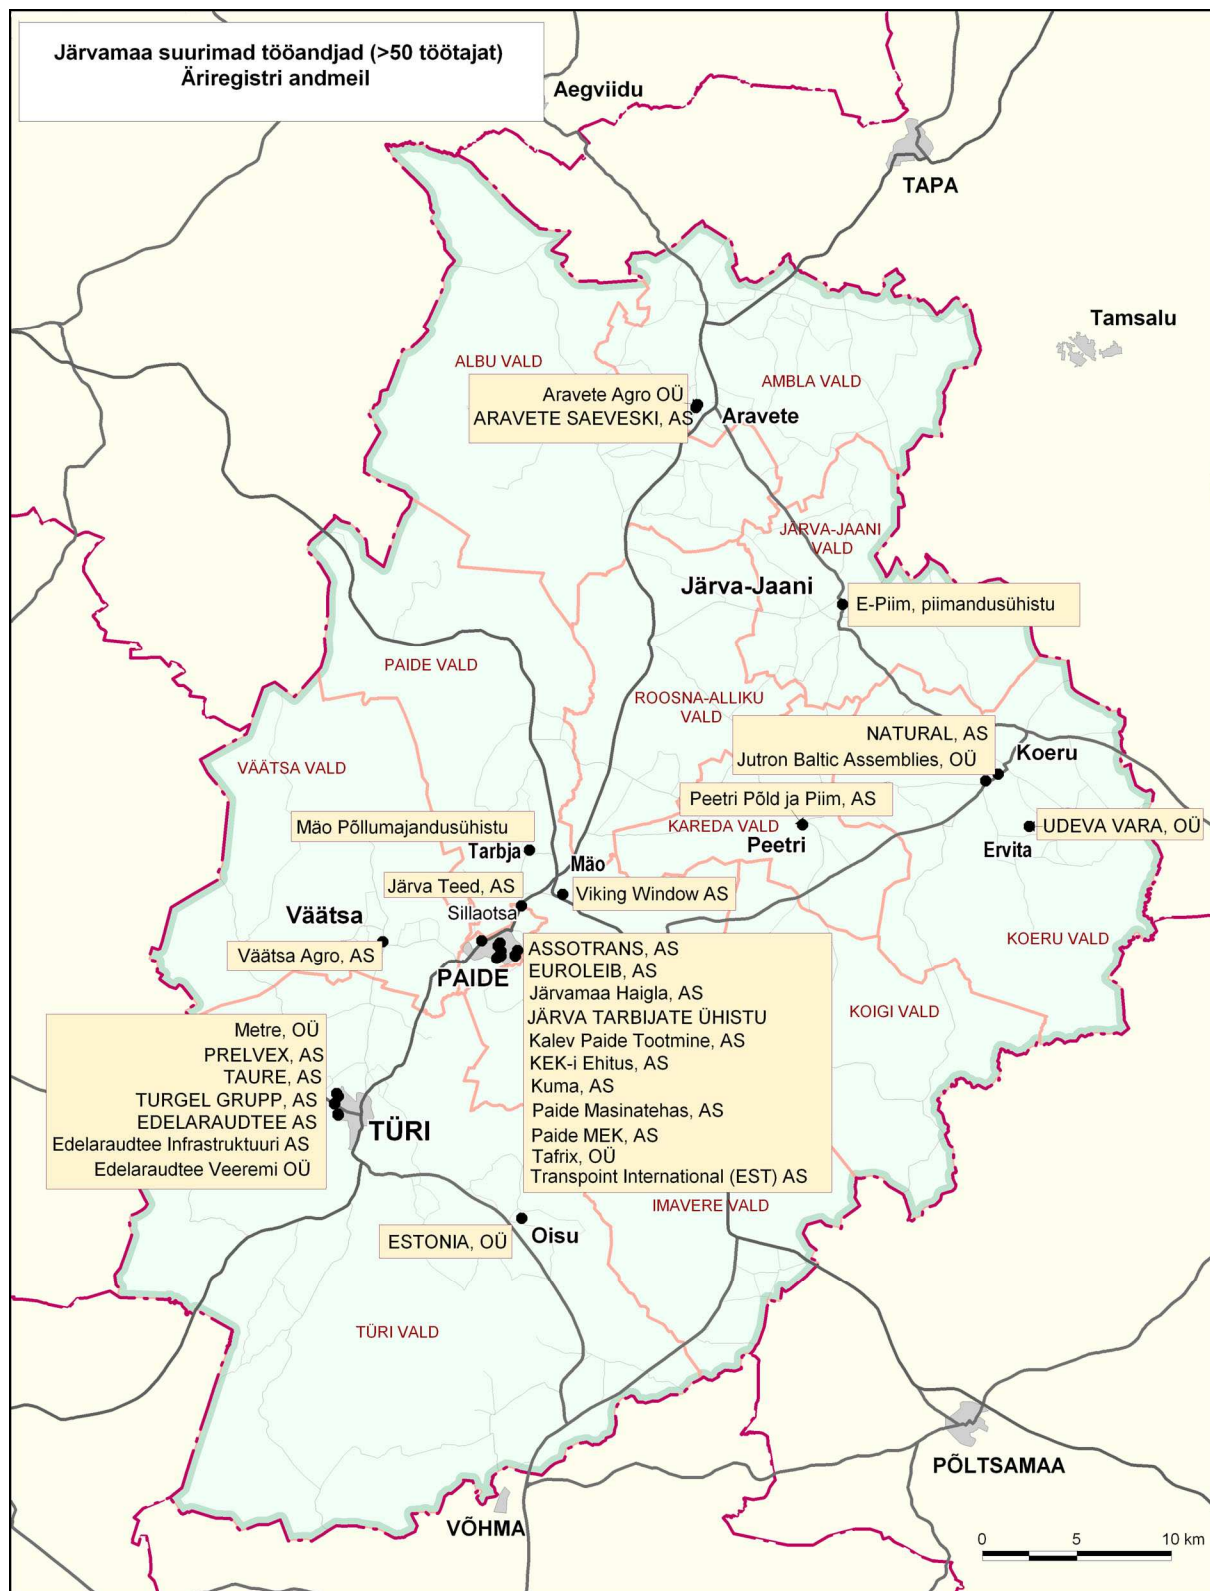 Järvamaa suurimad tööandjad (>50 töötajat)
Äriregistri andmeil
Aegviidu
TAPA
Tamsalu
ALBU VALD
AMBLA VALD
Aravete Agro OÜ
ARAVETE SAEVESKI, AS
Aravete
JÄRVA-JAANI
VALD
Järva-Jaani
E-Piim, piimandusühistu
PAIDE VALD
ROOSNA-ALLIKU
VALD
NATURAL, AS
Jutron Baltic Assemblies, OÜ
Koeru
VÄÄTSA VALD
Peetri Põld ja Piim, AS
Mäo Põllumajandusühistu
KAREDA VALD
UDEVA VARA, OÜ
Tarbja
Peetri
Ervita
Mäo
Järva Teed, AS
Viking Window AS
Sillaotsa
Väätsa
KOERU VALD
Väätsa Agro, AS
PAIDE
ASSOTRANS, AS
EUROLEIB, AS
Järvamaa Haigla, AS
JÄRVA TARBIJATE ÜHISTU
Kalev Paide Tootmine, AS
KEK-i Ehitus, AS
Kuma, AS
Paide Masinatehas, AS
Paide MEK, AS
Tafrix, OÜ
Transpoint International (EST) AS
KOIGI VALD
Metre, OÜ
PRELVEX, AS
TAURE, AS
TURGEL GRUPP, AS
EDELARAUDTEE AS
Edelaraudtee Infrastruktuuri AS
Edelaraudtee Veeremi OÜ
TÜRI
IMAVERE VALD
ESTONIA, OÜ
Oisu
TÜRI VALD
PÕLTSAMAA
VÕHMA
0 5 10 km